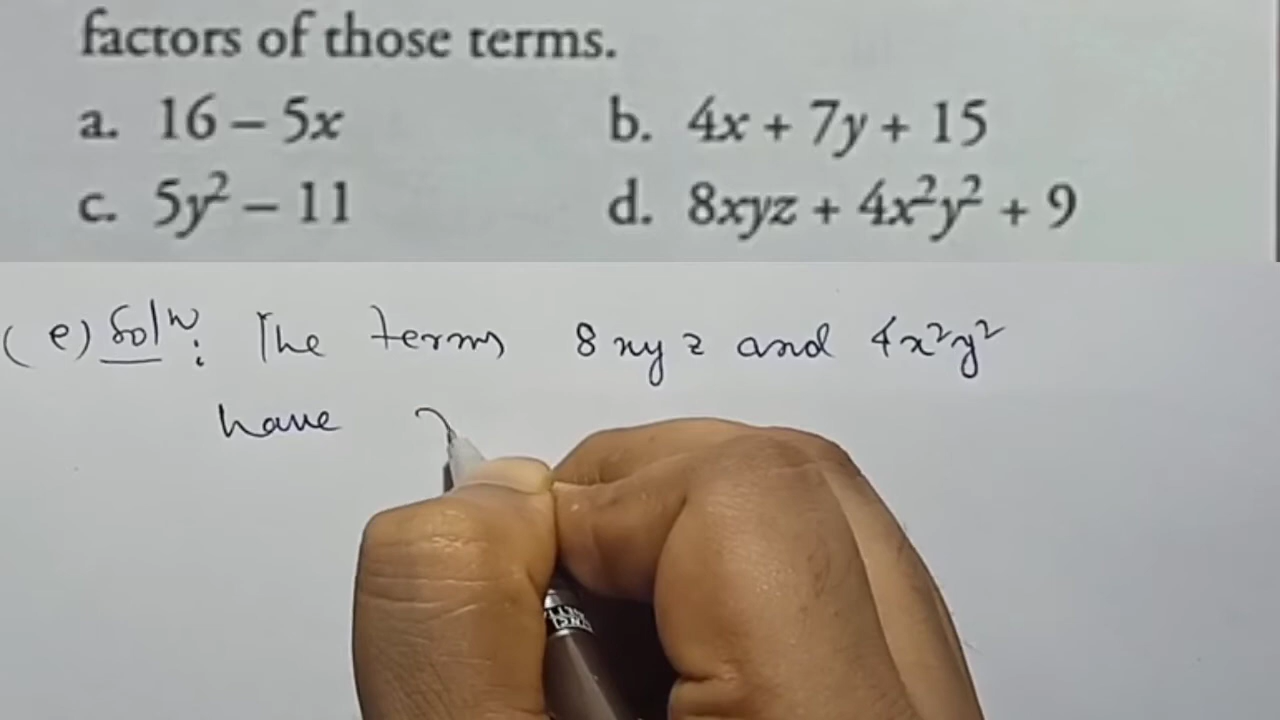 factors of those terms.
a. 16 – 5x b. 4x + 7y + 15
c. 5y² – 11 d. 8xyz + 4x²y² + 9
(e) Solⁿ: The terms 8xyz and 4x²y²
have